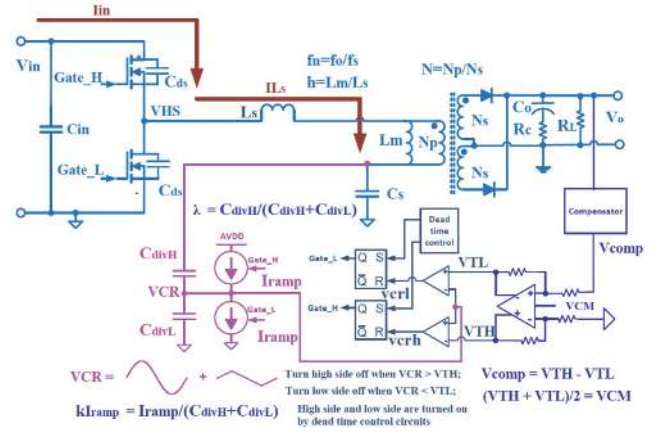 Iin
Vin
Gate_H
Cds
VHS
Cin
Gate_L
Cds
ILs
Ls
fn=fo/fs
h=Lm/Ls
N=Np/Ns
Lm
Np
Ns
Ns
Co
Rc
RL
Vo
Cs
λ = CdivH/(CdivH+CdivL)
Compensator
Vcomp
CdivH
AVDD
Gate_H
Iramp
VCR
Gate_L
Iramp
CdivL
Dead
time
control
Gate_L
Q S
Q R
vcrl
VTL
Gate_H
Q S
Q R
vcrh
VTH
VCM
VCR =
+
Turn high side off when VCR > VTH;
Turn low side off when VCR < VTL;
kIramp = Iramp/(CdivH+CdivL)
High side and low side are turned on
by dead time control circuits
Vcomp = VTH - VTL
(VTH + VTL)/2 = VCM